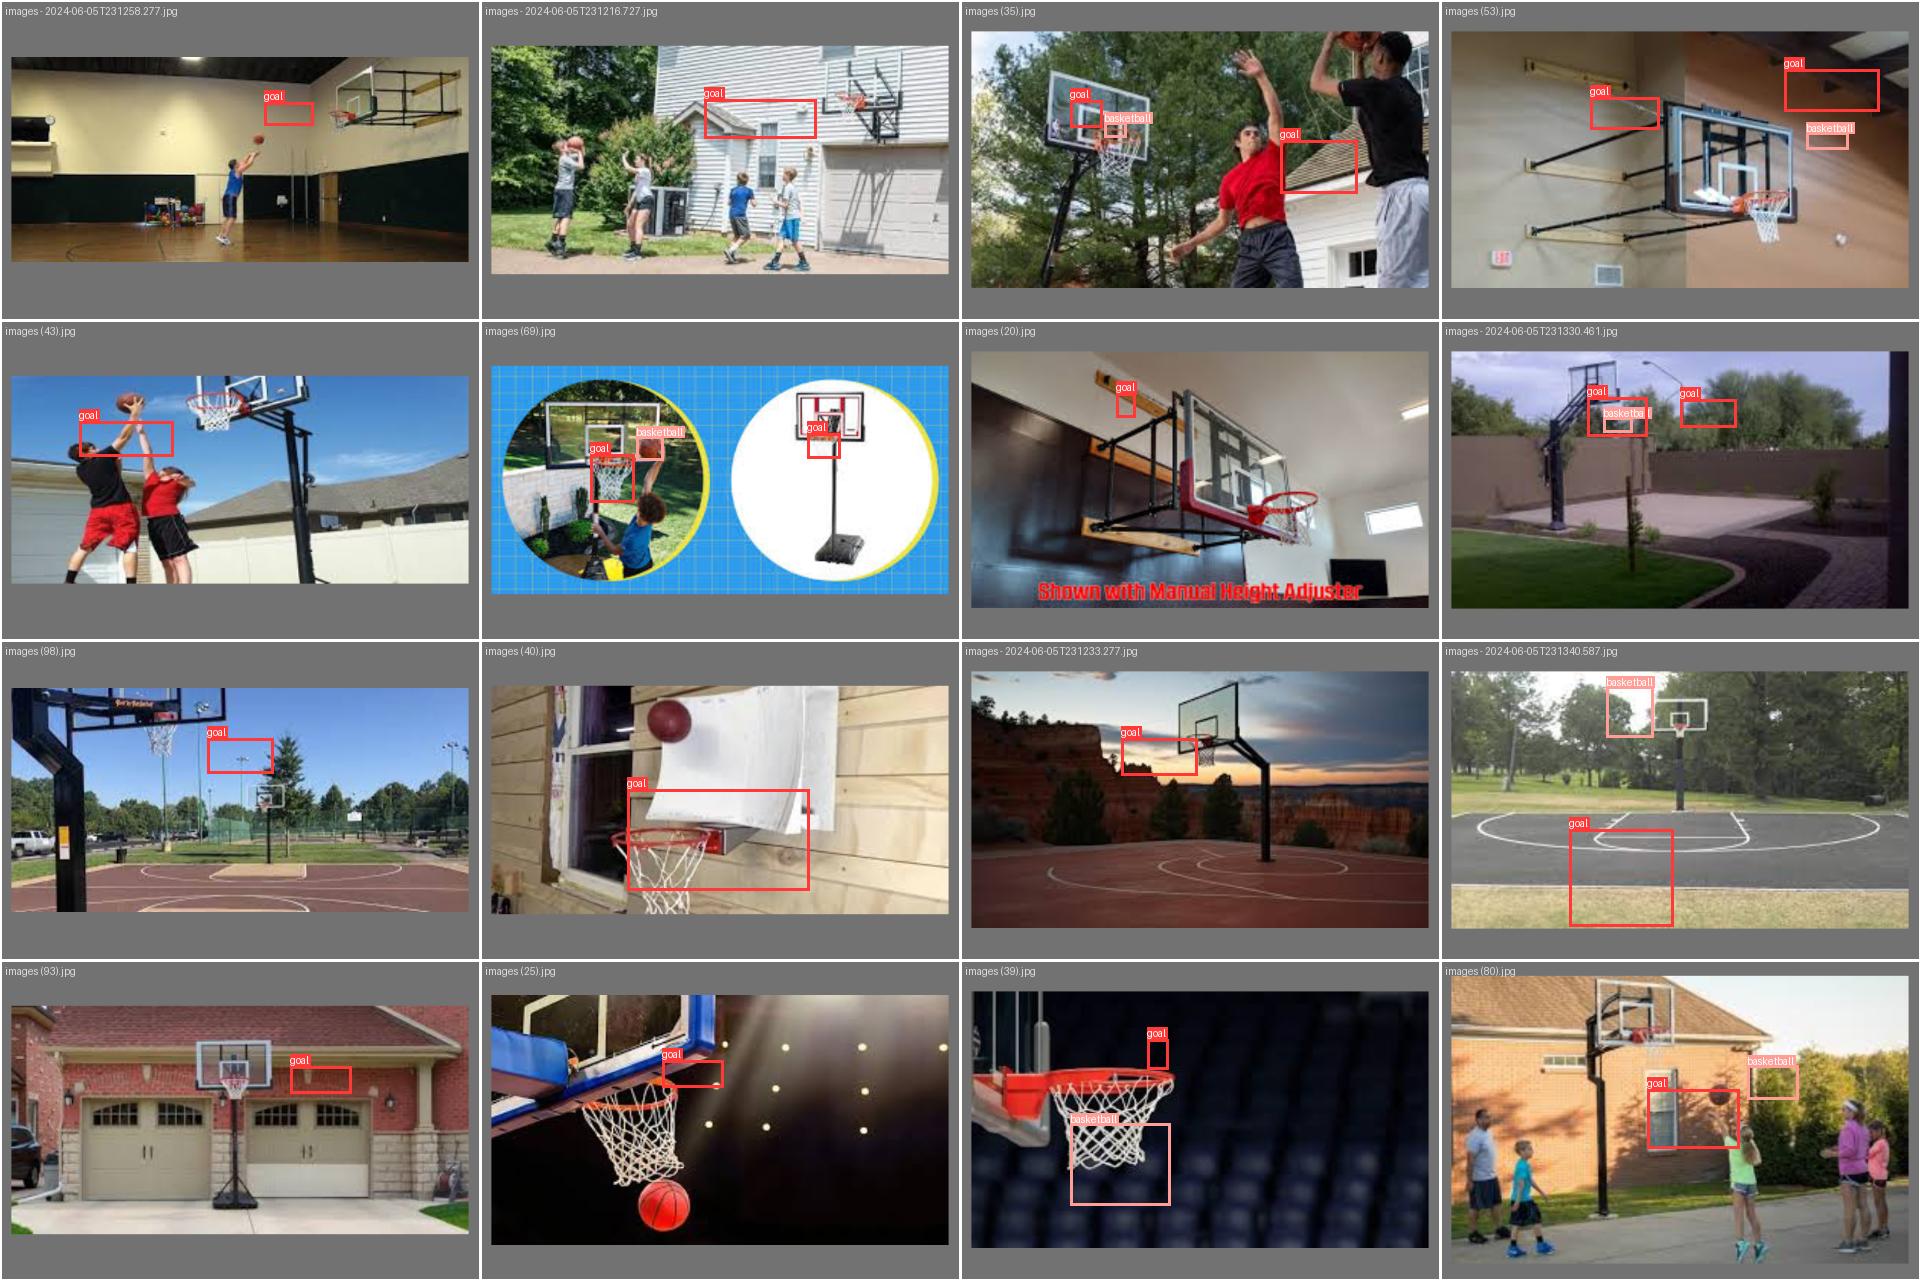 images - 2024-06-05T231258.277.jpg
images - 2024-06-05T231216.727.jpg
images (35).jpg
images (53).jpg
goal
goal
goal
basketball
goal
goal
goal
basketball
images (43).jpg
images (69).jpg
images (20).jpg
images - 2024-06-05T231330.461.jpg
goal
goal
basketball
goal
goal
goal
basketball
goal
Shown with Manual Height Adjuster
images (98).jpg
images (40).jpg
images - 2024-06-05T231233.277.jpg
images - 2024-06-05T231340.587.jpg
goal
goal
goal
basketball
goal
images (93).jpg
images (25).jpg
images (39).jpg
images (80).jpg
goal
goal
goal
basketball
goal
basketball